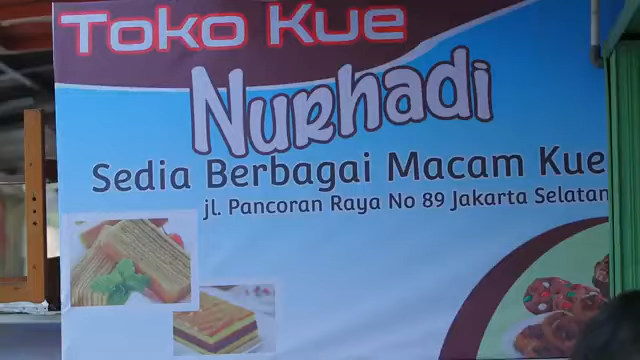 Toko Kue
Nurhadi
Sedia Berbagai Macam Kue
jl. Pancoran Raya No 89 Jakarta Selatan